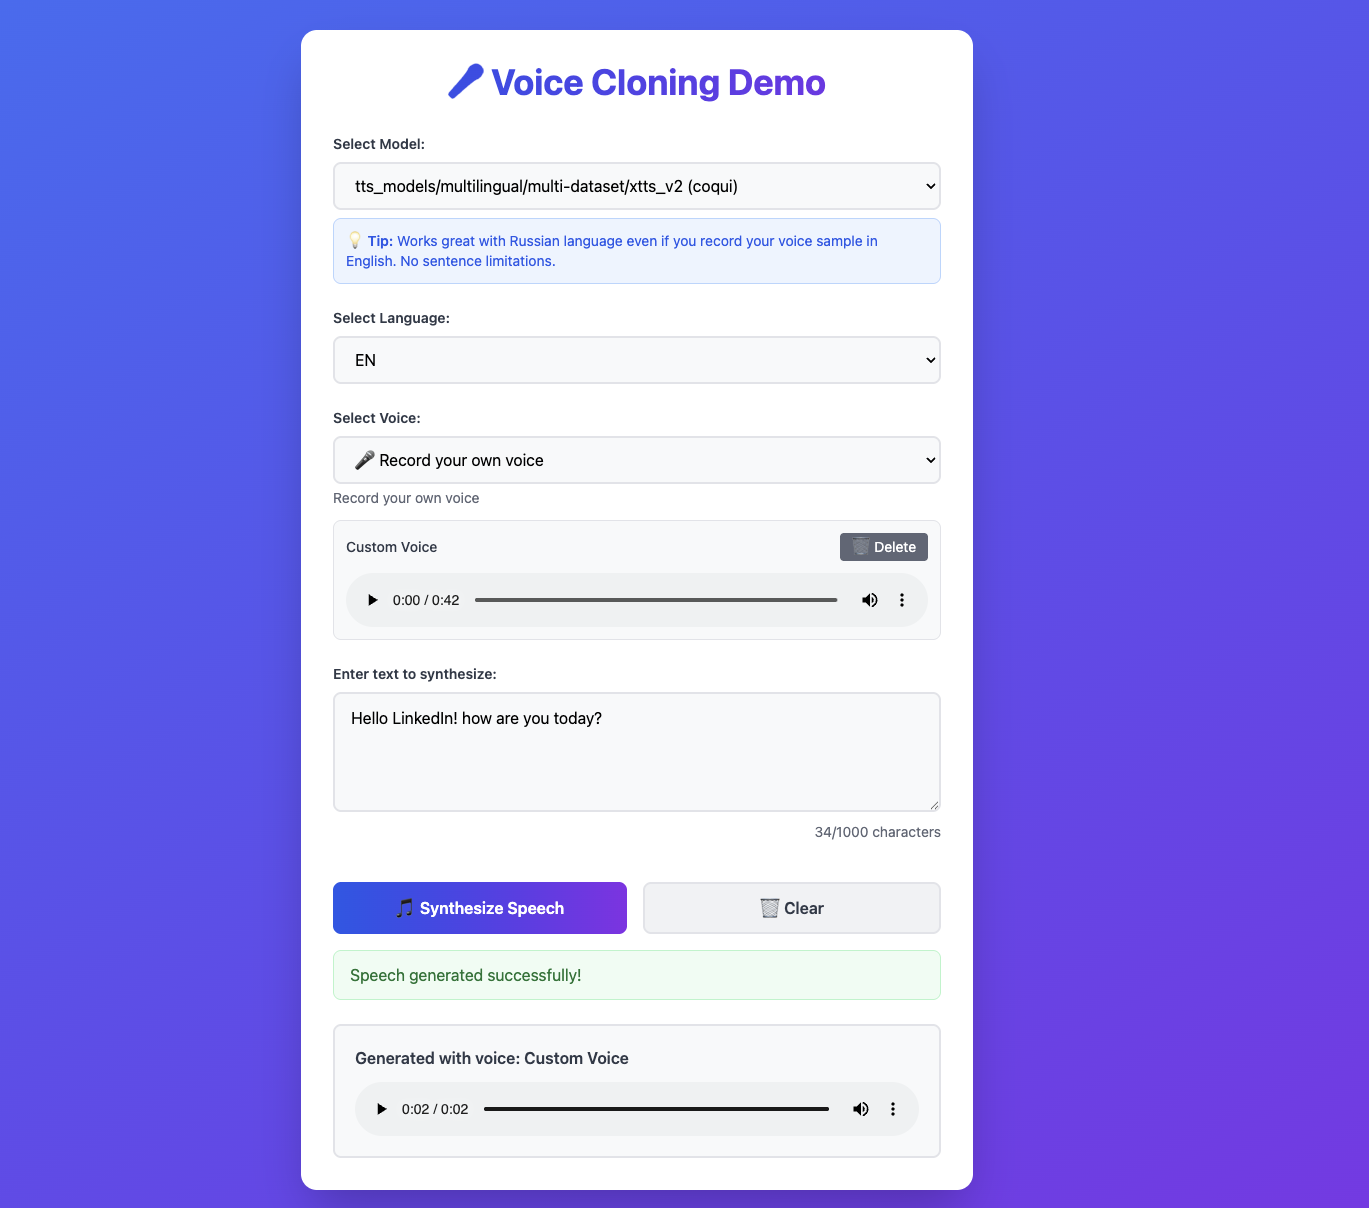 🎤 Voice Cloning Demo
Select Model:
tts_models/multilingual/multi-dataset/xtts_v2 (coqui)
💡 Tip: Works great with Russian language even if you record your voice sample in
English. No sentence limitations.
Select Language:
EN
Select Voice:
🎤 Record your own voice
Record your own voice
Custom Voice
🗑️ Delete
0:00 / 0:42
Enter text to synthesize:
Hello LinkedIn! how are you today?
34/1000 characters
🎵 Synthesize Speech
🗑️ Clear
Speech generated successfully!
Generated with voice: Custom Voice
0:02 / 0:02